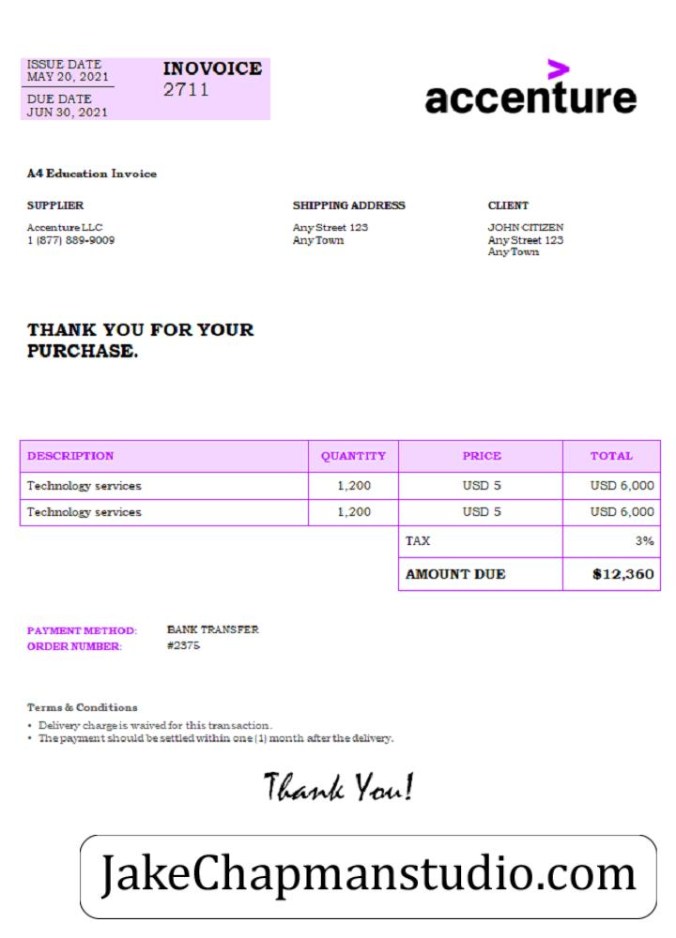 ISSUE DATE
MAY 20, 2021
DUE DATE
JUN 30, 2021
INOVOICE
2711
>
accenture
A4 Education Invoice
SUPPLIER
Accenture LLC
1 (877) 889-9009
SHIPPING ADDRESS
Any Street 123
Any Town
CLIENT
JOHN CITIZEN
Any Street 123
Any Town
THANK YOU FOR YOUR
PURCHASE.
DESCRIPTION QUANTITY PRICE TOTAL
Technology services 1,200 USD 5 USD 6,000
Technology services 1,200 USD 5 USD 6,000
TAX 3%
AMOUNT DUE $12,360
PAYMENT METHOD: BANK TRANSFER
ORDER NUMBER: #2375
Terms & Conditions
• Delivery charge is waived for this transaction.
• The payment should be settled within one (1) month after the delivery.
Thank You!
JakeChapmanstudio.com